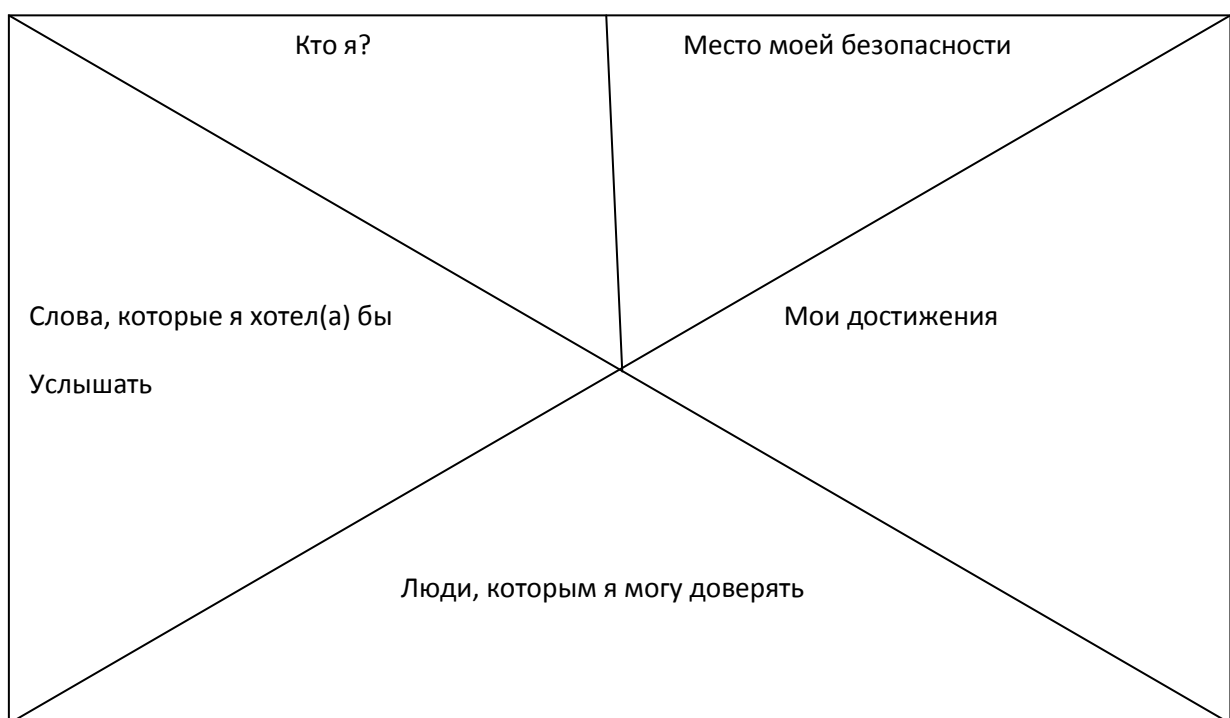 Кто я?
Место моей безопасности
Слова, которые я хотел(а) бы
Услышать
Мои достижения
Люди, которым я могу доверять